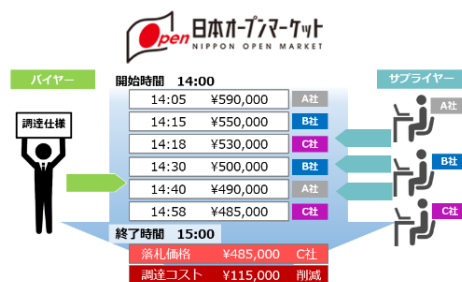 Open 日本オープンマーケット
NIPPON OPEN MARKET
バイヤー
開始時間 14:00
サプライヤー
調達仕様
14:05 ¥590,000 A社
14:15 ¥550,000 B社
14:18 ¥530,000 C社
14:30 ¥500,000 B社
14:40 ¥490,000 A社
14:58 ¥485,000 C社
A社
B社
C社
終了時間 15:00
落札価格 ¥485,000 C社
調達コスト ¥115,000 削減